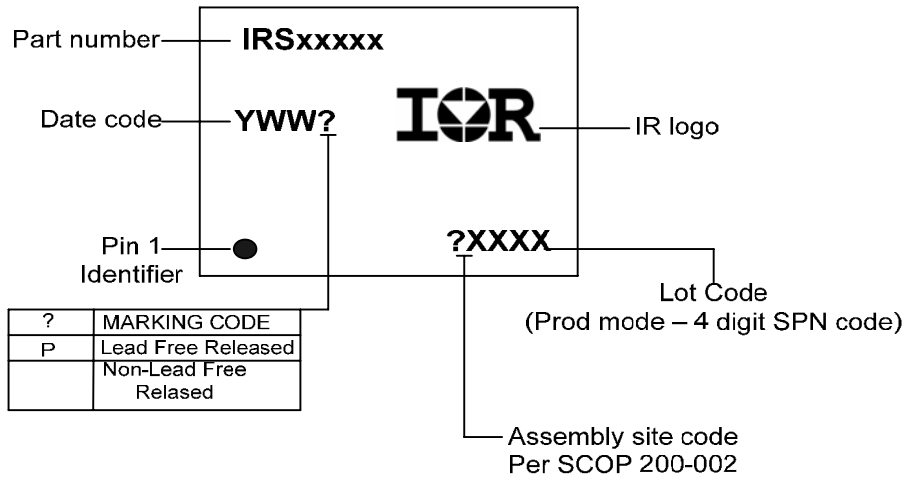 Part number
IRSxxxxx
Date code
YWW?
IOR
IR logo
Pin 1
Identifier
?XXXX
Lot Code
(Prod mode – 4 digit SPN code)
? MARKING CODE
P Lead Free Released
Non-Lead Free
Relased
Assembly site code
Per SCOP 200-002